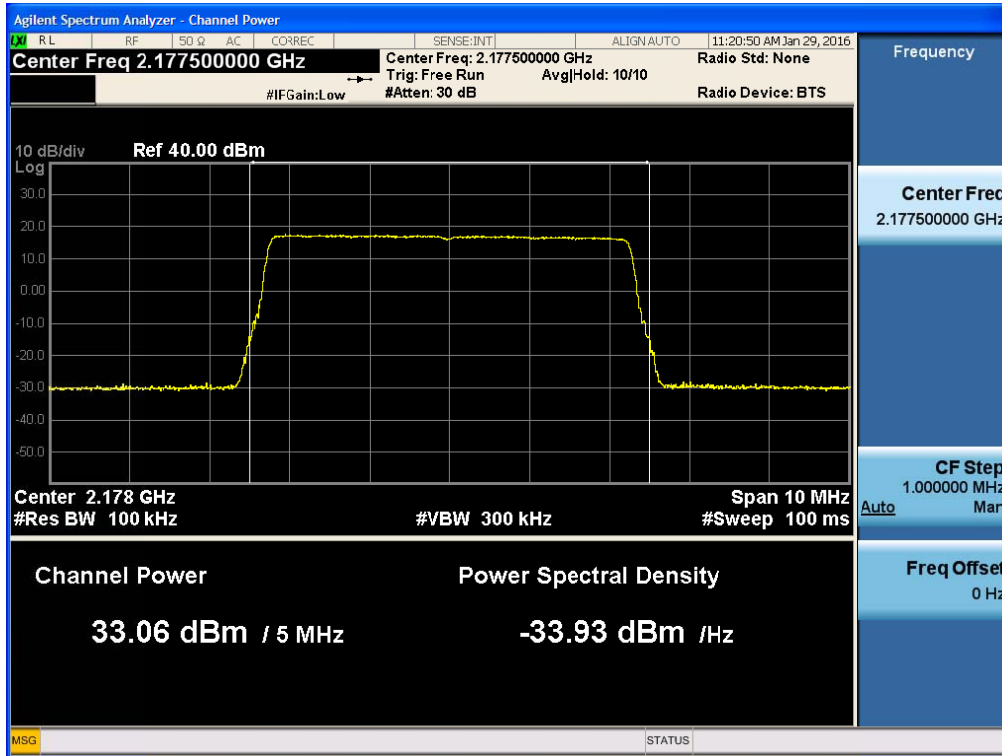 Agilent Spectrum Analyzer - Channel Power
LXI RL RF 50 Ω AC CORREC SENSE:INT ALIGN AUTO 11:20:50 AM Jan 29, 2016
Center Freq 2.177500000 GHz
Center Freq: 2.177500000 GHz
Radio Std: None
Trig: Free Run Avg|Hold: 10/10
#IFGain:Low
#Atten: 30 dB
Radio Device: BTS
10 dB/div Ref 40.00 dBm
Log
30.0
20.0
10.0
0.00
-10.0
-20.0
-30.0
-40.0
-50.0
Center 2.178 GHz
Span 10 MHz
#Res BW 100 kHz
#VBW 300 kHz
#Sweep 100 ms
Channel Power
Power Spectral Density
33.06 dBm / 5 MHz
-33.93 dBm /Hz
MSG
STATUS
Frequency
Center Freq
2.177500000 GHz
CF Step
1.000000 MHz
Auto Man
Freq Offset
0 Hz